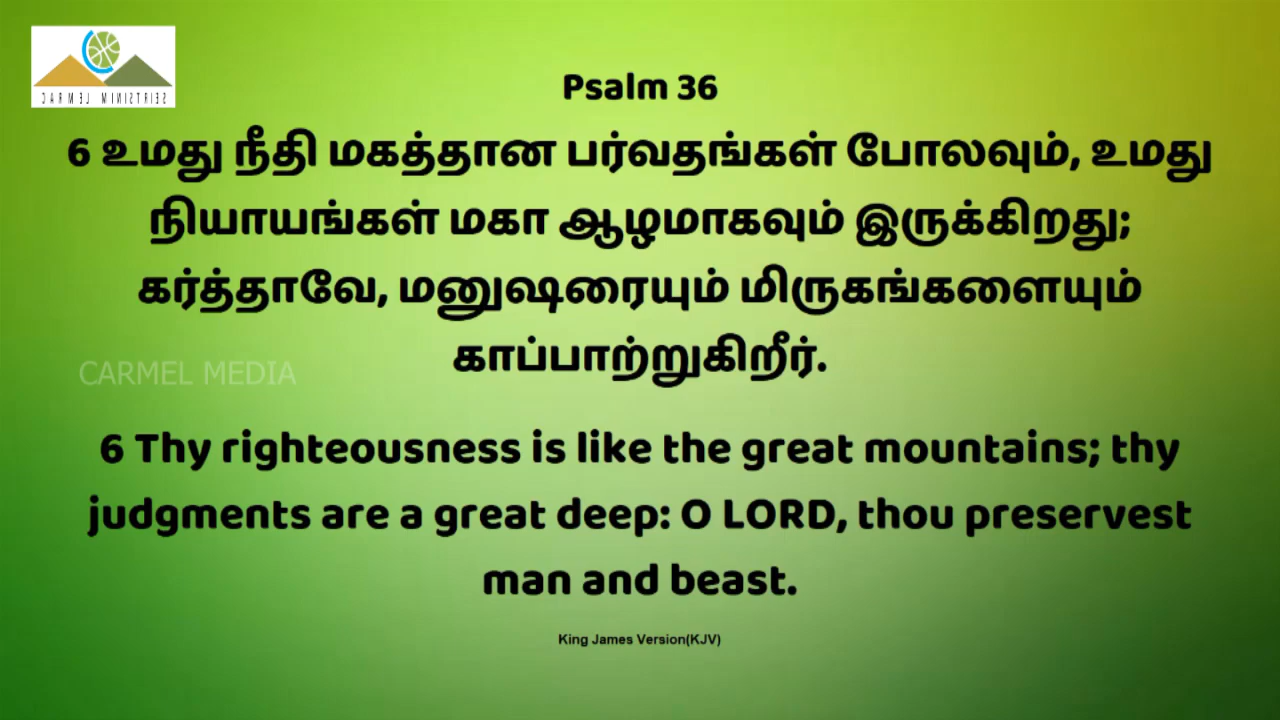 CARMEL MINISTRIES
Psalm 36
6 உமது நீதி மகத்தான பர்வதங்கள் போலவும், உமது
நியாயங்கள் மகா ஆழமாகவும் இருக்கிறது;
கர்த்தாவே, மனுஷரையும் மிருகங்களையும்
காப்பாற்றுகிறீர்.
CARMEL MEDIA
6 Thy righteousness is like the great mountains; thy
judgments are a great deep: O LORD, thou preservest
man and beast.
King James Version(KJV)